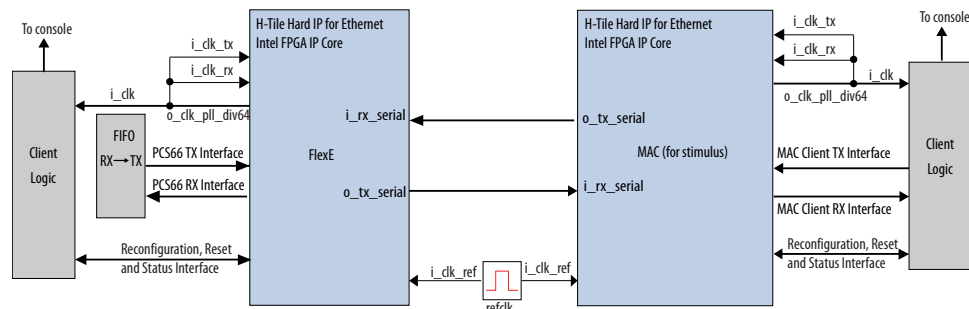 To console
Client
Logic
i_clk
FIFO
RX→TX
i_clk_tx
i_clk_rx
o_clk_pll_div64
PCS66 TX Interface
PCS66 RX Interface
Reconfiguration, Reset
and Status Interface
H-Tile Hard IP for Ethernet
Intel FPGA IP Core
i_rx_serial
FlexE
o_tx_serial
i_clk_ref
i_clk_ref
refclk
H-Tile Hard IP for Ethernet
Intel FPGA IP Core
o_tx_serial
MAC (for stimulus)
i_rx_serial
i_clk_tx
i_clk_rx
i_clk
o_clk_pll_div64
MAC Client TX Interface
MAC Client RX Interface
Reconfiguration, Reset
and Status Interface
To console
Client
Logic